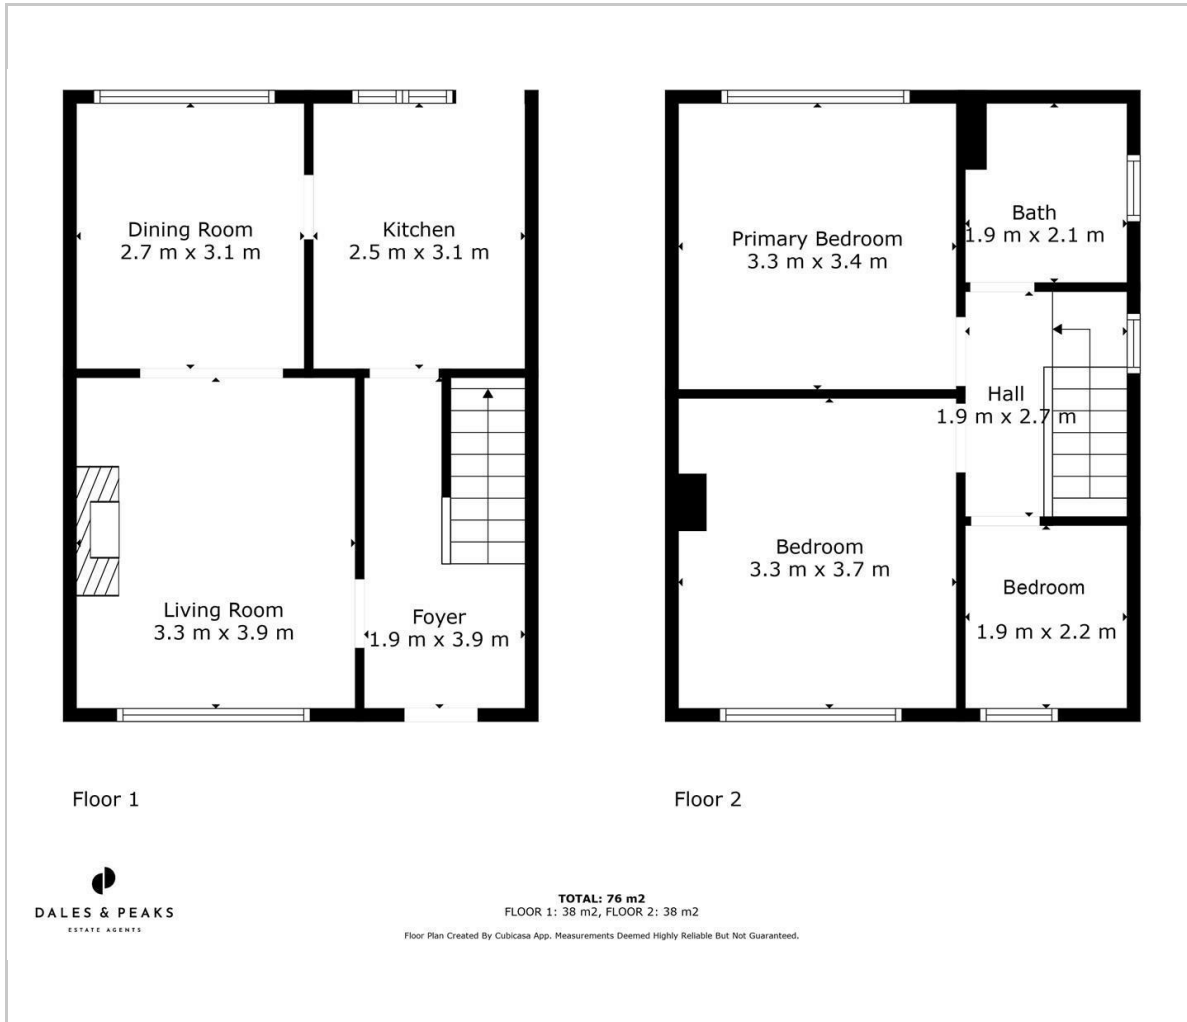 Dining Room
2.7 m x 3.1 m
Kitchen
2.5 m x 3.1 m
Living Room
3.3 m x 3.9 m
Foyer
1.9 m x 3.9 m
Floor 1
Primary Bedroom
3.3 m x 3.4 m
Bath
1.9 m x 2.1 m
Hall
1.9 m x 2.7 m
Bedroom
3.3 m x 3.7 m
Bedroom
1.9 m x 2.2 m
Floor 2
DALES & PEAKS
ESTATE AGENTS
TOTAL: 76 m2
FLOOR 1: 38 m2, FLOOR 2: 38 m2
Floor Plan Created By Cubicasa App. Measurements Deemed Highly Reliable But Not Guaranteed.